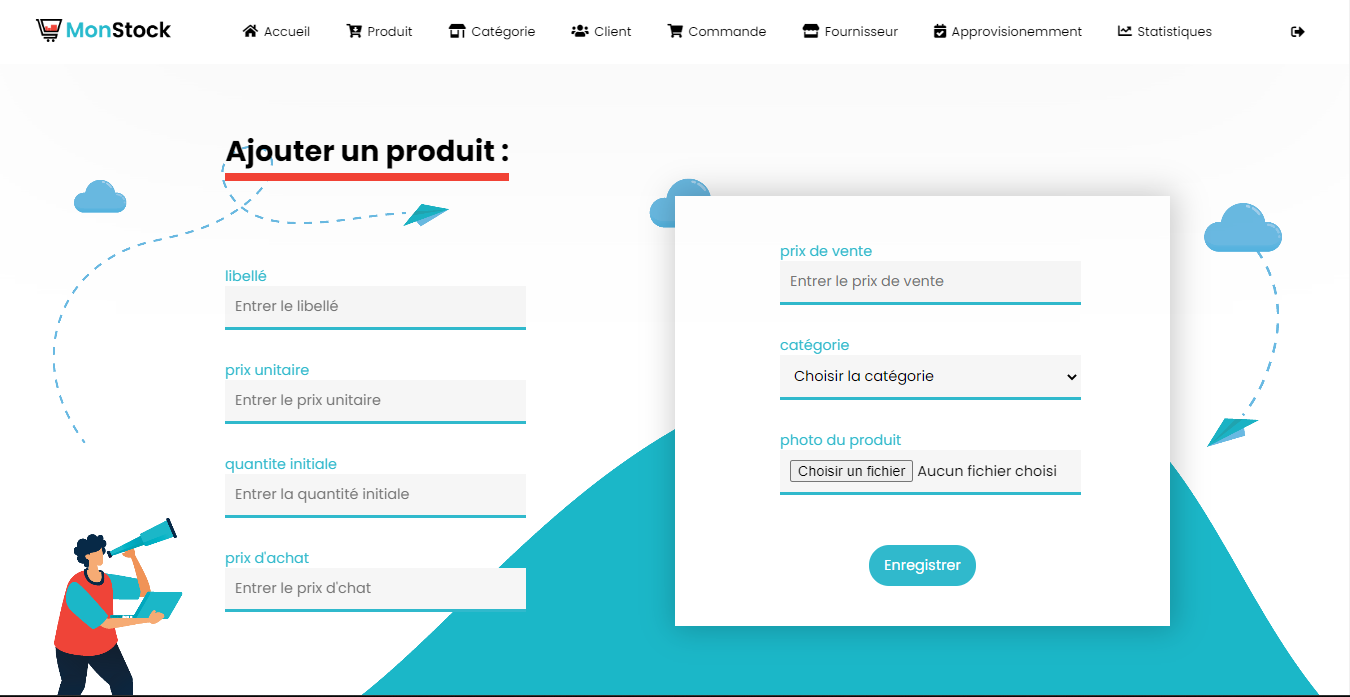 MonStock
Accueil
Produit
Catégorie
Client
Commande
Fournisseur
Approvisionemment
Statistiques
Ajouter un produit :
libellé
Entrer le libellé
prix unitaire
Entrer le prix unitaire
quantite initiale
Entrer la quantité initiale
prix d'achat
Entrer le prix d'chat
prix de vente
Entrer le prix de vente
catégorie
Choisir la catégorie
photo du produit
Choisir un fichier Aucun fichier choisi
Enregistrer